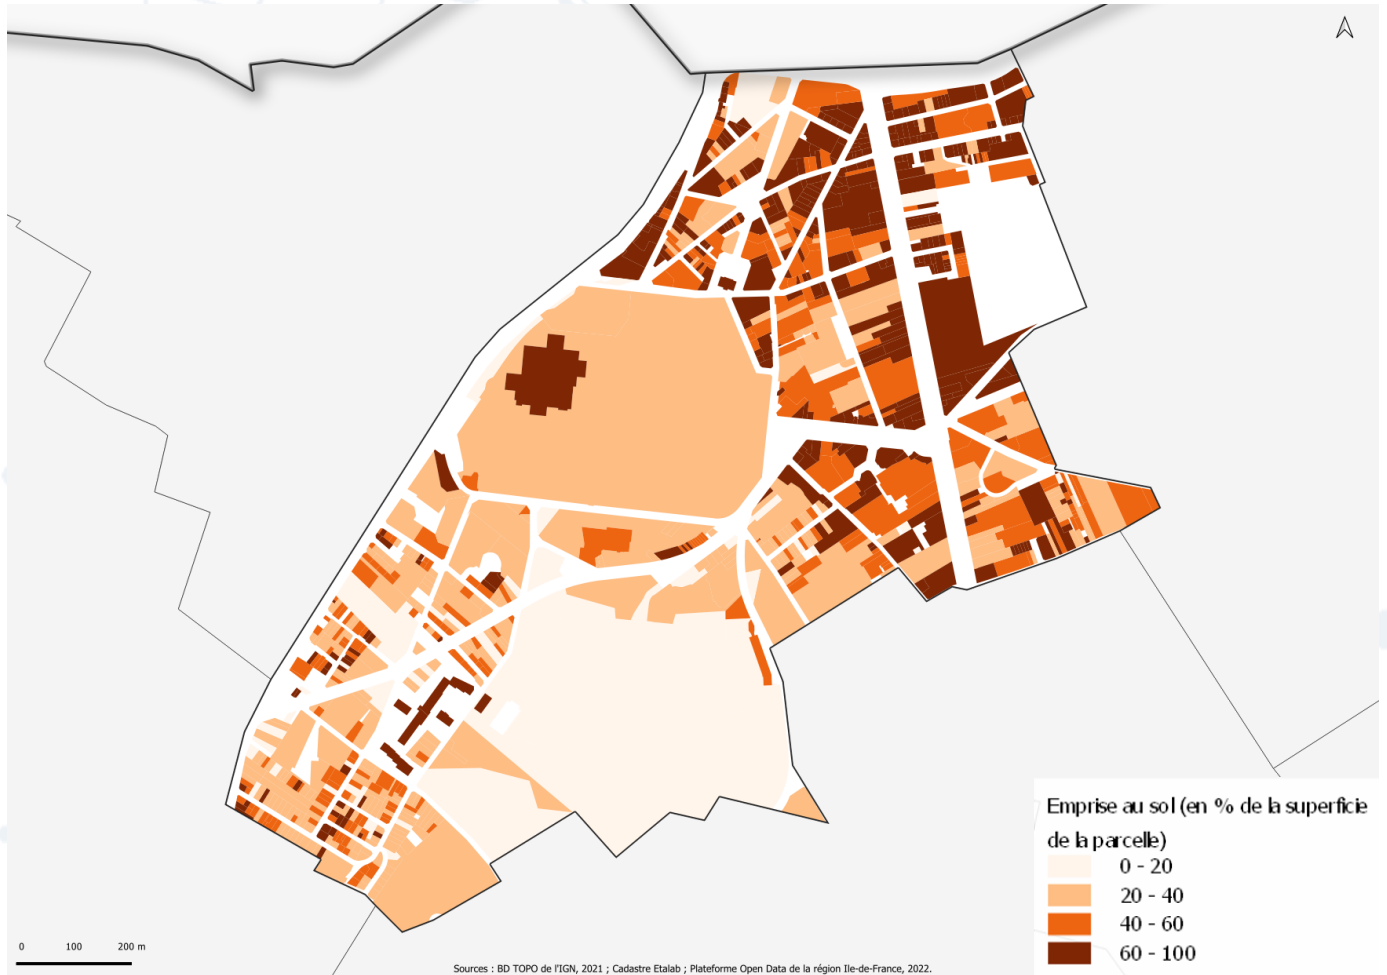 Emprise au sol (en % de la superficie
de la parcelle)
0 - 20
20 - 40
40 - 60
60 - 100
0 100 200 m
Sources : BD TOPO de l'IGN, 2021 ; Cadastre Etalab ; Plateforme Open Data de la région Ile-de-France, 2022.